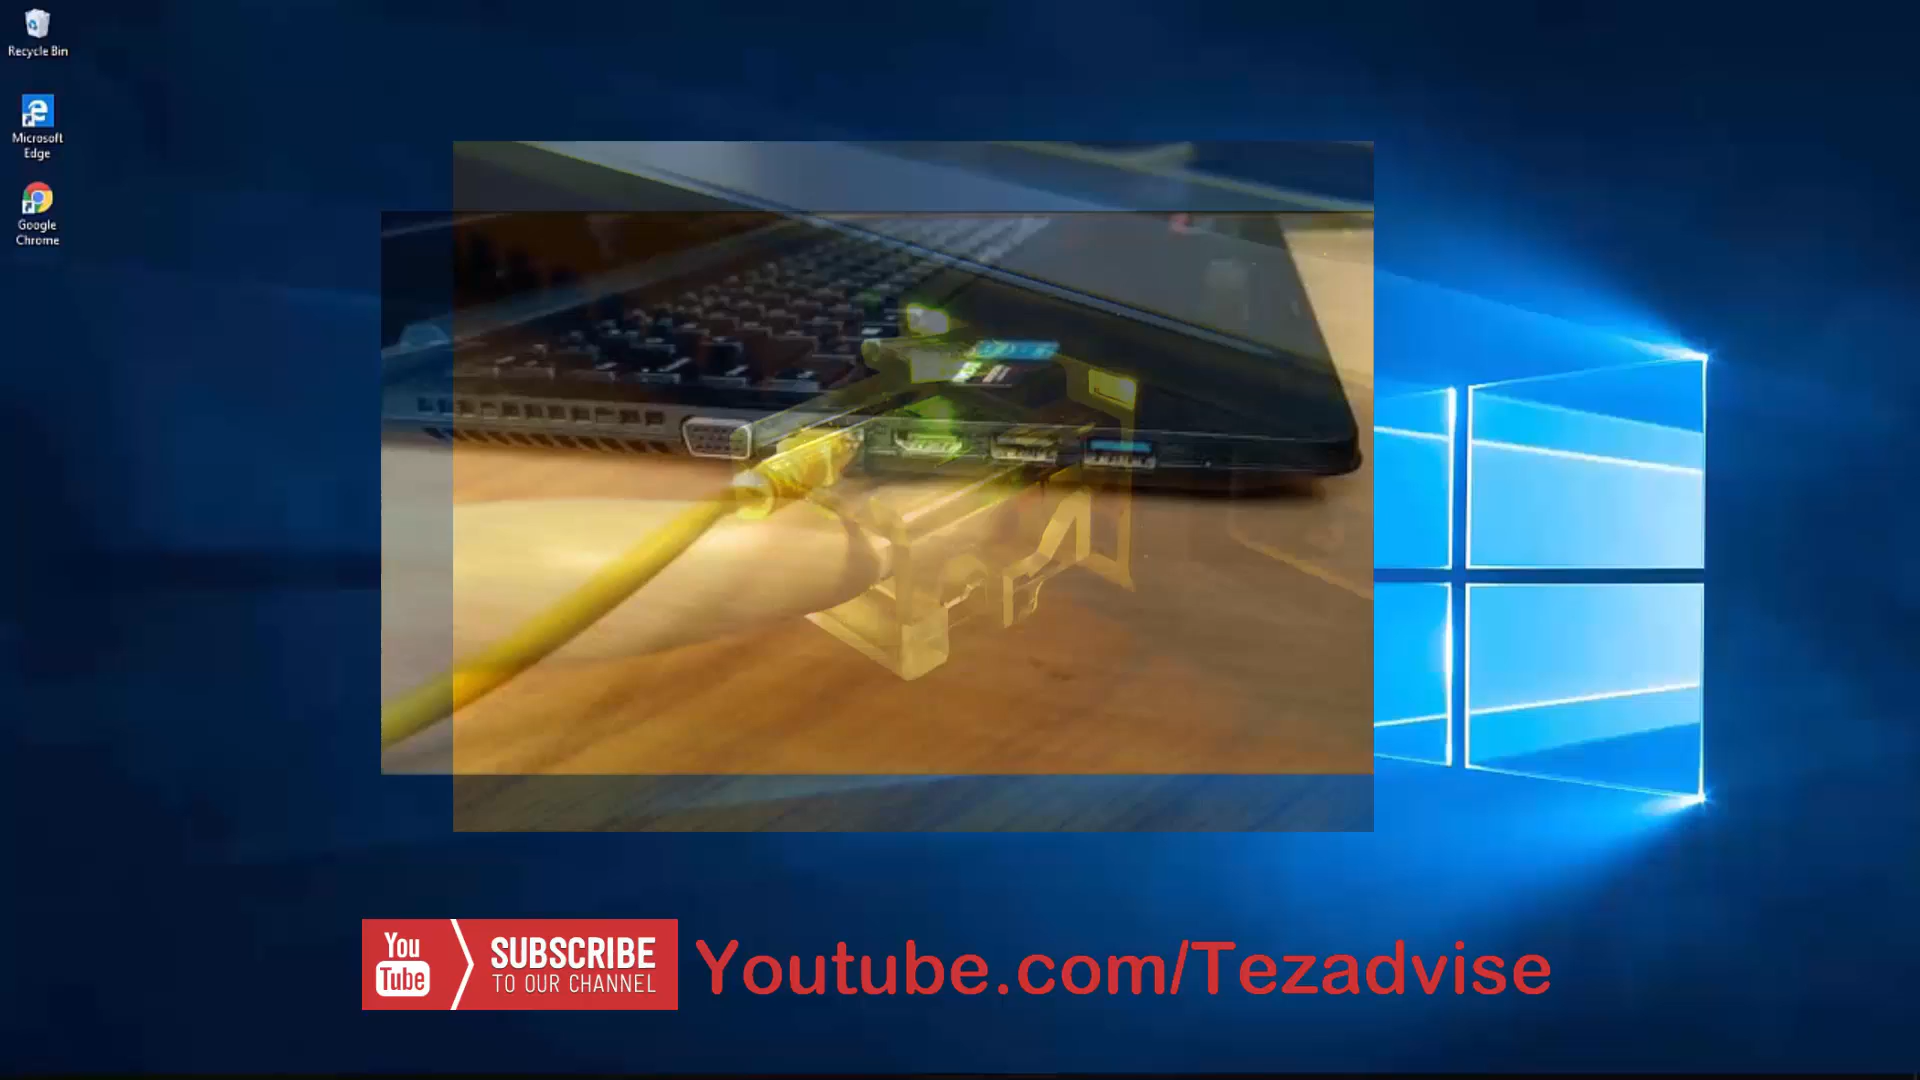 Recycle Bin
Microsoft
Edge
Google
Chrome
You
Tube
SUBSCRIBE
TO OUR CHANNEL
Youtube.com/Tezadvise